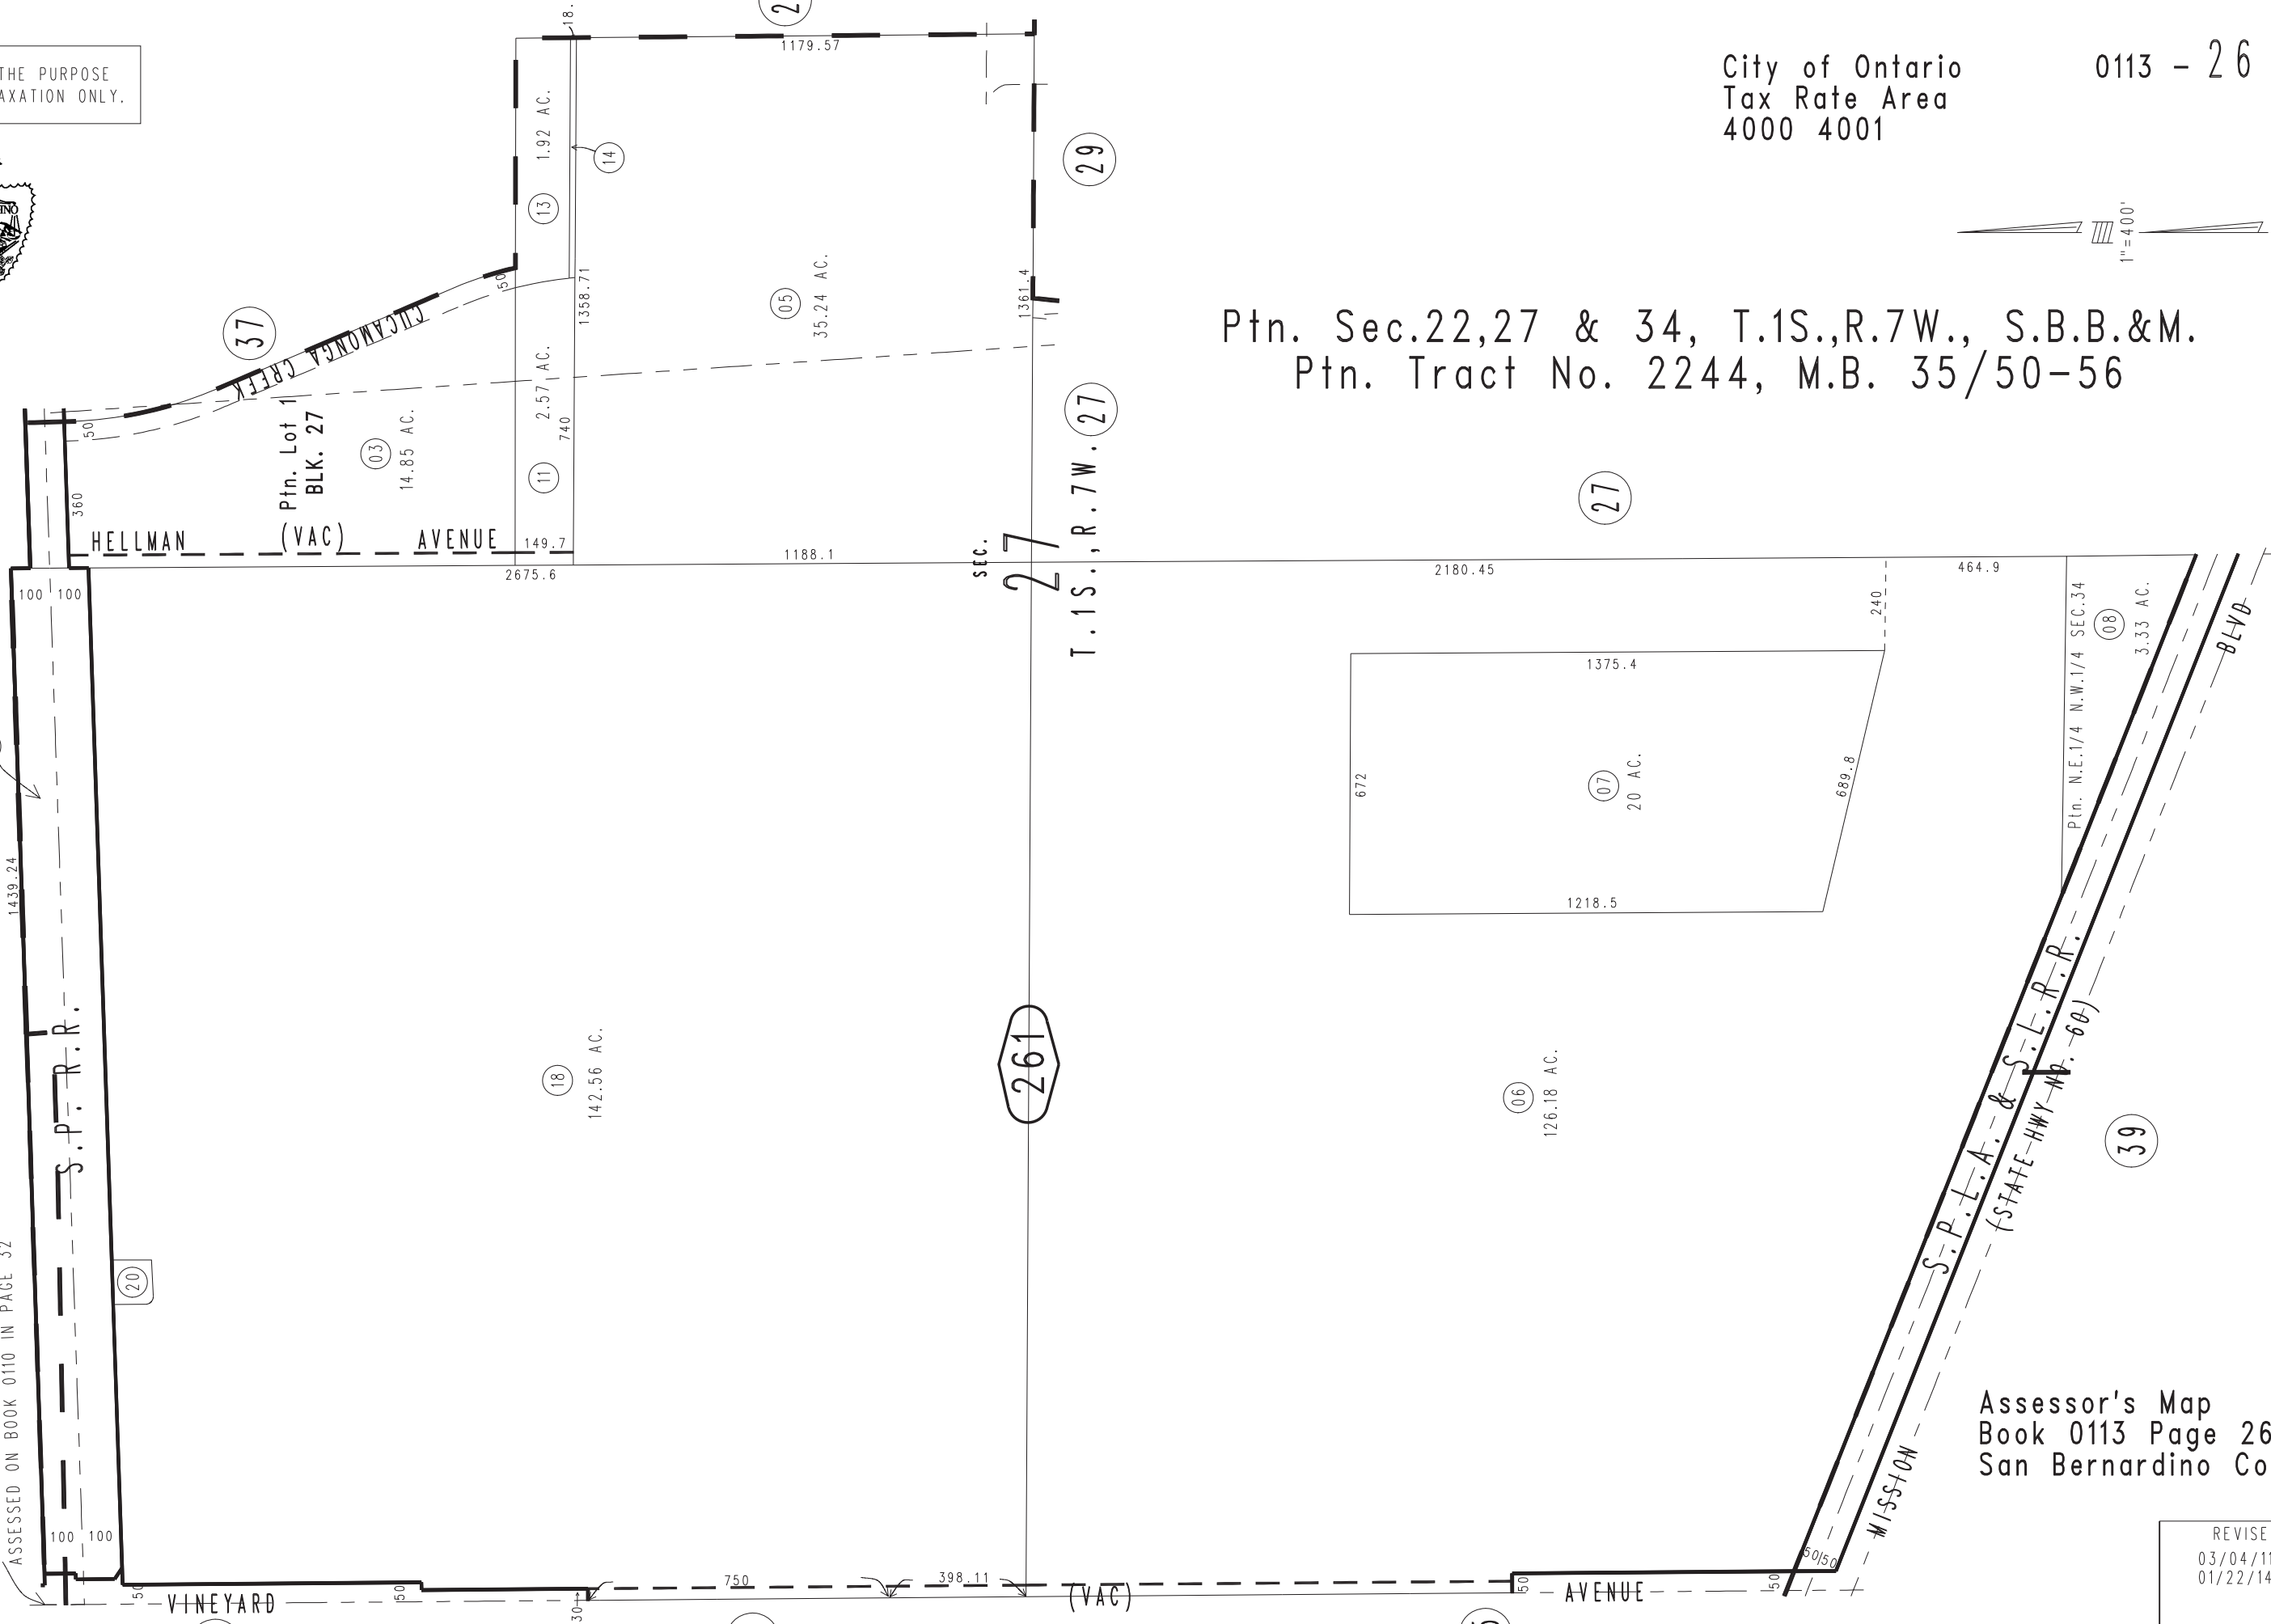 THE PURPOSE
AXATION ONLY.
City of Ontario
Tax Rate Area
4000 4001
0113 - 26
1"=400'
Ptn. Sec.22,27 & 34, T.1S.,R.7W., S.B.B.&M.
Ptn. Tract No. 2244, M.B. 35/50-56
18.
1179.57
1.92 AC.
13
14
29
37
CUCAMONGA CREEK
50
1358.71
05
35.24 AC.
1361.4
50
360
Ptn. Lot 1
BLK. 27
03
14.85 AC.
2.57 AC.
740
11
27
T.1S.,R.7W.
SEC.
27
27
HELLMAN (VAC) AVENUE
149.7
1188.1
2675.6
2180.45
464.9
100 100
240
Ptn. N.E.1/4 N.W.1/4 SEC.34
08
3.33 AC.
1375.4
672
07
20 AC.
689.8
1218.5
1439.24
S.P. R.R.
18
142.56 AC.
261
06
126.18 AC.
S.P.L.A. & S.L.R.R.
MISSION BLVD
(STATE HWY NO. 60)
39
20
ASSESSED ON BOOK 0110 IN PAGE 32
100 100
50
50
30
750
398.11
50
50
50/50
VINEYARD (VAC) AVENUE
Assessor's Map
Book 0113 Page 26
San Bernardino Co
REVISE
03/04/11
01/22/14